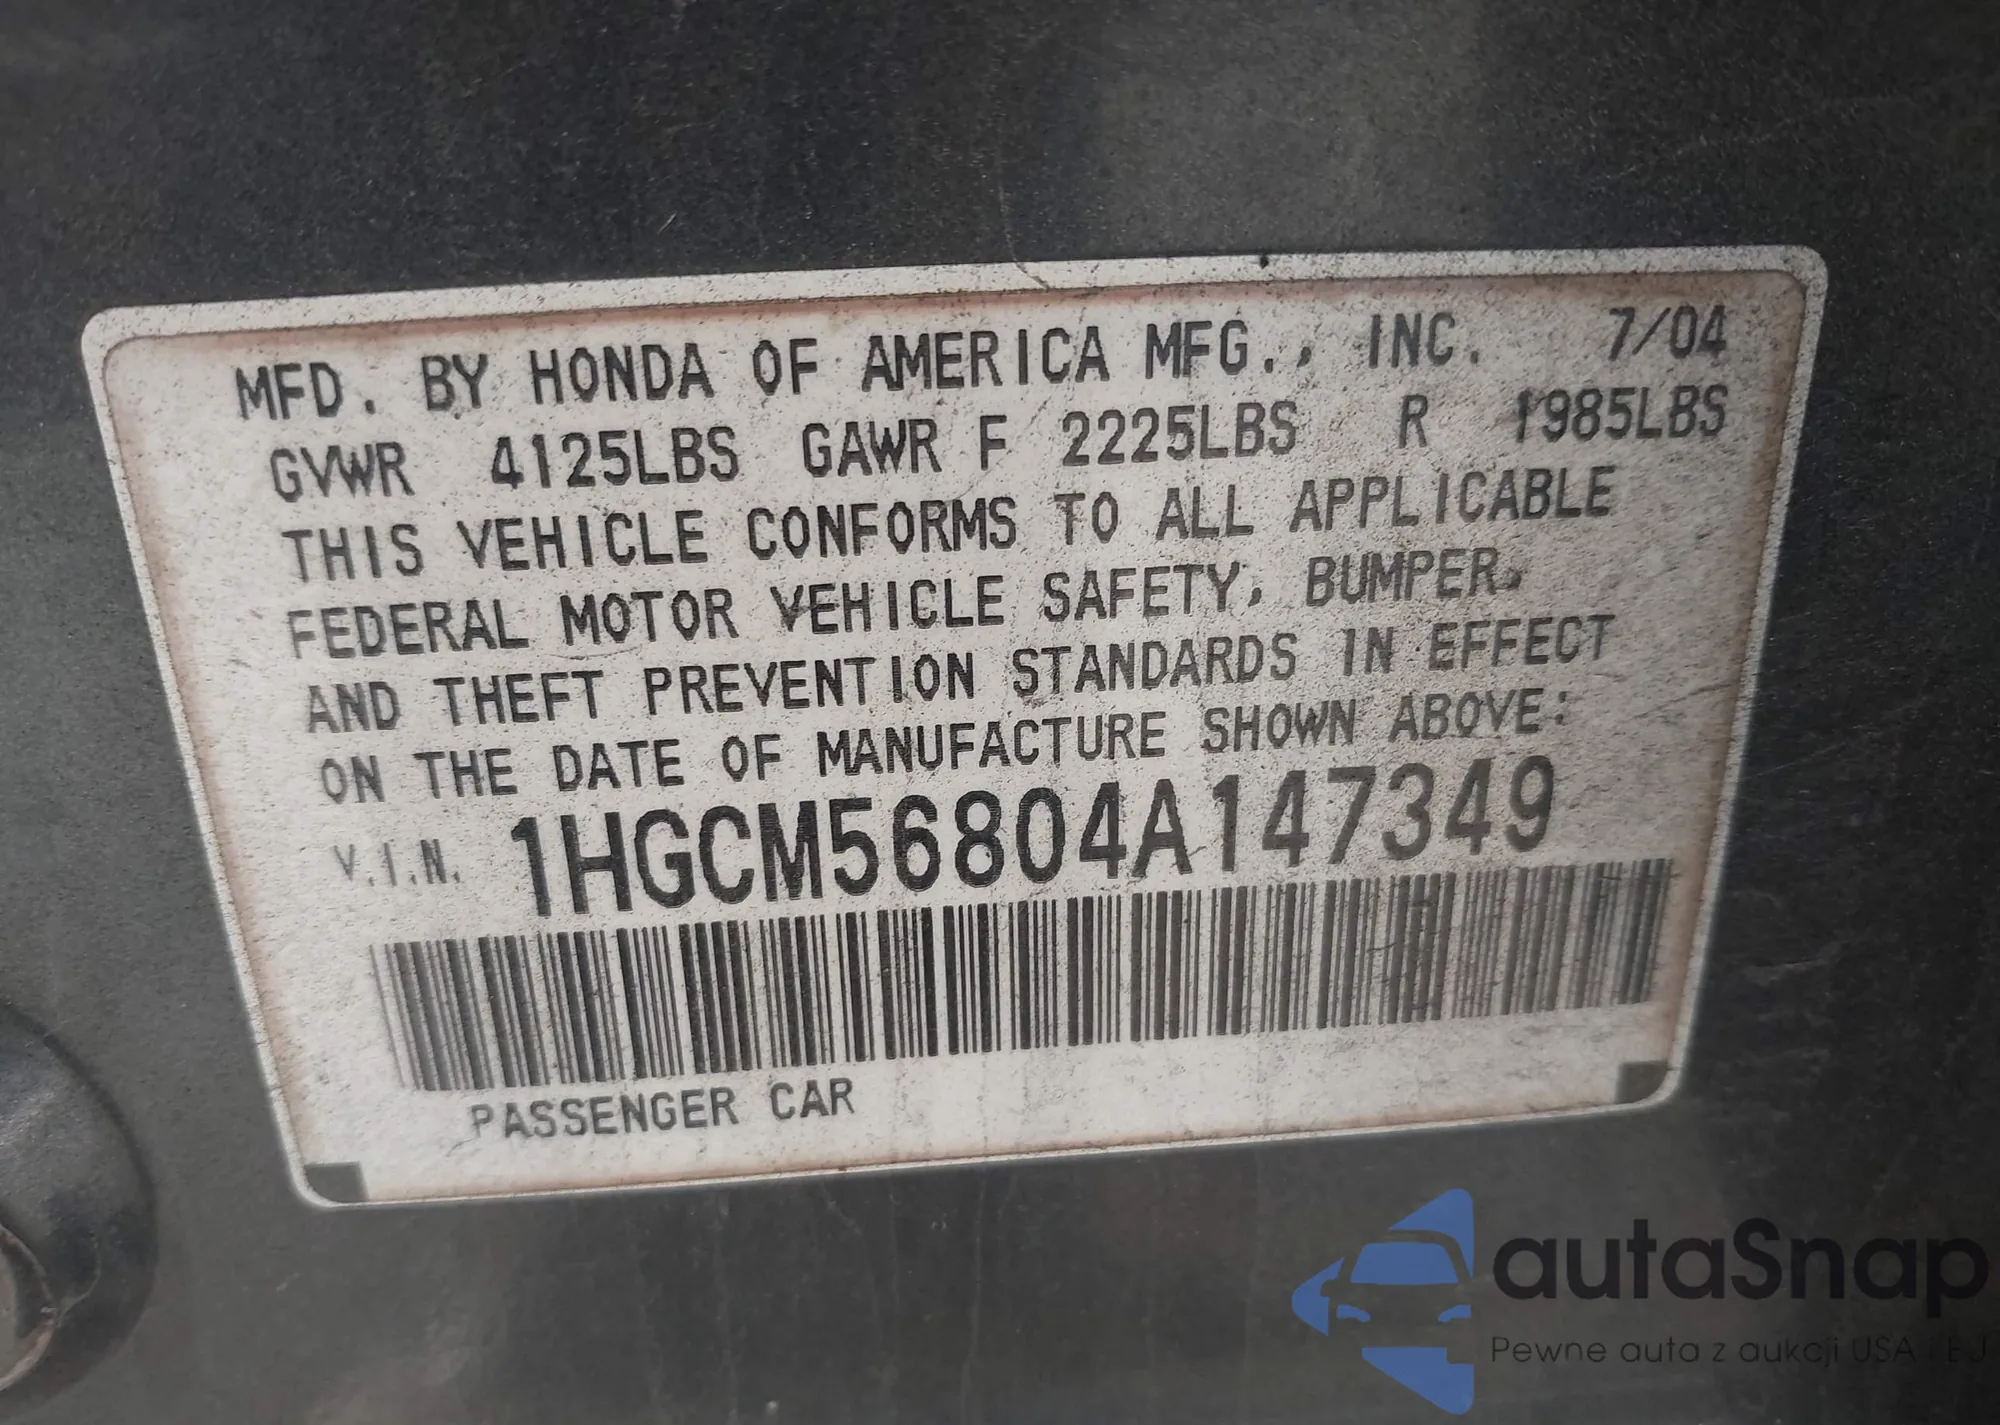 MFD. BY HONDA OF AMERICA MFG., INC. 7/04
GVWR 4125LBS GAWR F 2225LBS R 1985LBS
THIS VEHICLE CONFORMS TO ALL APPLICABLE
FEDERAL MOTOR VEHICLE SAFETY, BUMPER,
AND THEFT PREVENTION STANDARDS IN EFFECT
ON THE DATE OF MANUFACTURE SHOWN ABOVE:
V.I.N. 1HGCM56804A147349
PASSENGER CAR
autaSnap
Pewne auta z aukcji USA i EU